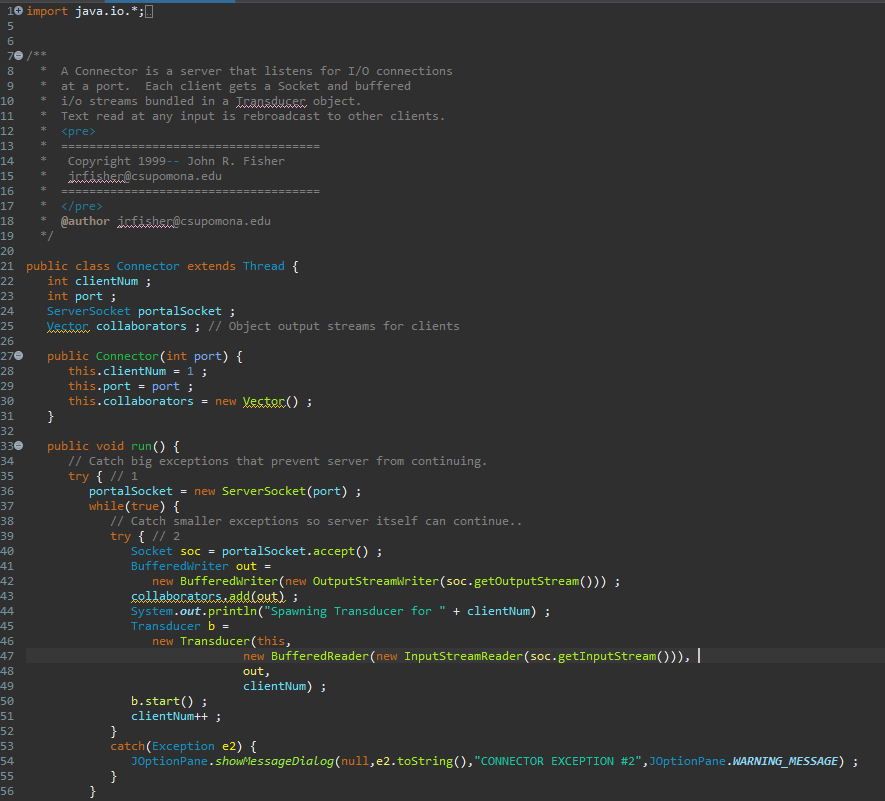 1 import java.io.*;
5
6
7 /**
8  *  A Connector is a server that listens for I/O connections
9  *  at a port.  Each client gets a Socket and buffered
10  *  i/o streams bundled in a Transducer object.
11  *  Text read at any input is rebroadcast to other clients.
12  *  <pre>
13  *  =====================================
14  *   Copyright 1999-- John R. Fisher
15  *   jrfisher@csupomona.edu
16  *  =====================================
17  *  </pre>
18  *  @author jrfisher@csupomona.edu
19  */
20
21 public class Connector extends Thread {
22    int clientNum ;
23    int port ;
24    ServerSocket portalSocket ;
25    Vector collaborators ; // Object output streams for clients
26
27    public Connector(int port) {
28       this.clientNum = 1 ;
29       this.port = port ;
30       this.collaborators = new Vector() ;
31    }
32
33    public void run() {
34       // Catch big exceptions that prevent server from continuing.
35       try { // 1
36          portalSocket = new ServerSocket(port) ;
37          while(true) {
38             // Catch smaller exceptions so server itself can continue..
39             try { // 2
40                Socket soc = portalSocket.accept() ;
41                BufferedWriter out =
42                   new BufferedWriter(new OutputStreamWriter(soc.getOutputStream())) ;
43                collaborators.add(out) ;
44                System.out.println("Spawning Transducer for " + clientNum) ;
45                Transducer b =
46                   new Transducer(this,
47                                new BufferedReader(new InputStreamReader(soc.getInputStream())),
48                                out,
49                                clientNum) ;
50                b.start() ;
51                clientNum++ ;
52             }
53             catch(Exception e2) {
54                JOptionPane.showMessageDialog(null,e2.toString(),"CONNECTOR EXCEPTION #2",JOptionPane.WARNING_MESSAGE) ;
55             }
56          }